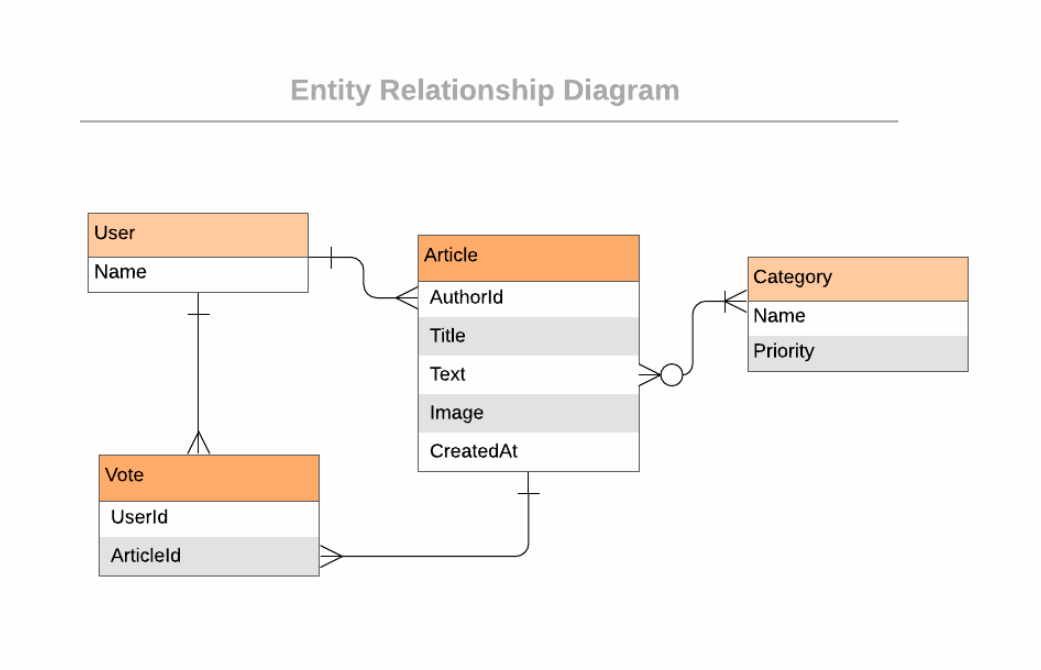 Entity Relationship Diagram
User
Name
Article
AuthorId
Title
Text
Image
CreatedAt
Category
Name
Priority
Vote
UserId
ArticleId